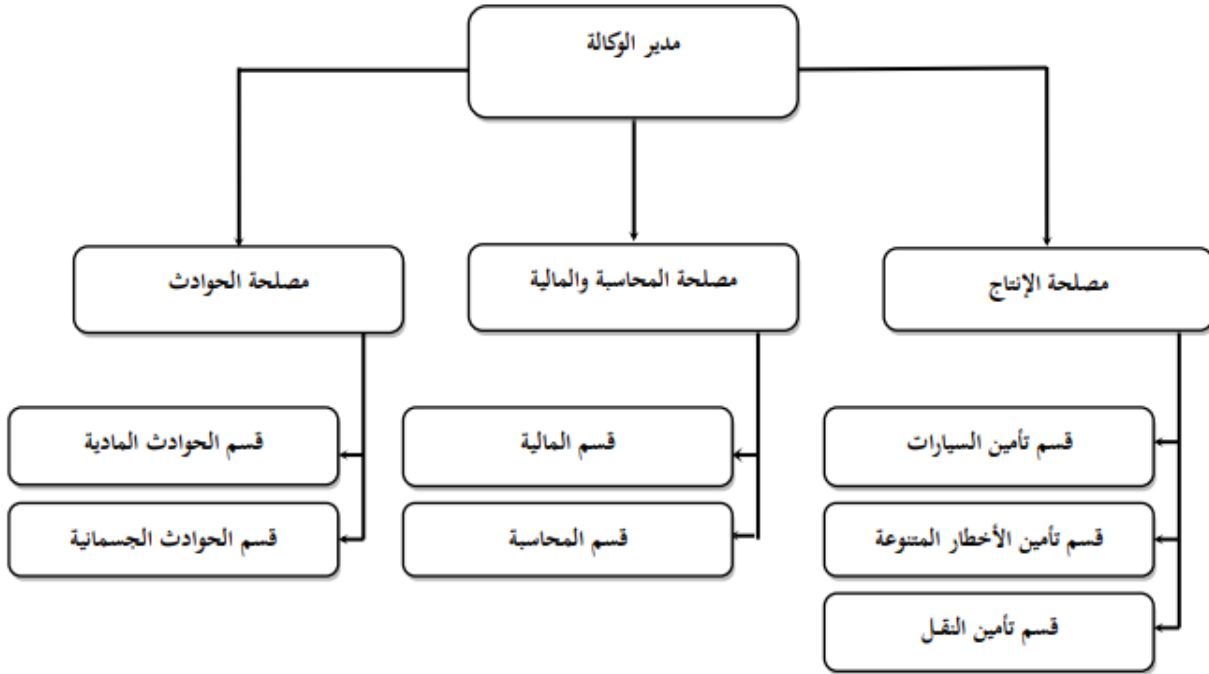 مدير الوكالة
مصلحة الإنتاج
مصلحة المحاسبة والمالية
مصلحة الحوادث
قسم تأمين السيارات
قسم المالية
قسم الحوادث المادية
قسم تأمين الأخطار المتنوعة
قسم المحاسبة
قسم الحوادث الجسمانية
قسم تأمين النقل